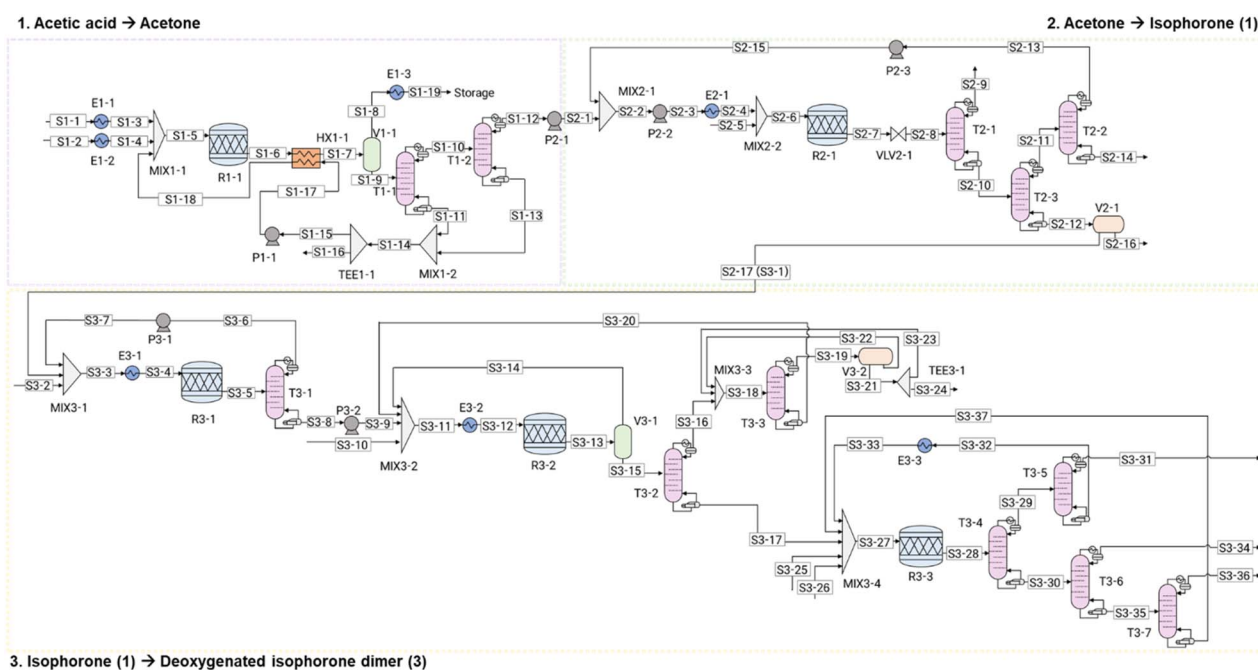 1. Acetic acid → Acetone
2. Acetone → Isophorone (1)
S2-15
S2-13
P2-3
E1-3
S1-19 → Storage
S1-8
E1-1
S1-1
S1-3
S1-2
S1-4
E1-2
MIX1-1
S1-5
R1-1
S1-6
HX1-1
S1-7
V1-1
S1-9
T1-1
S1-10
T1-2
S1-12
P2-1
S1-17
S1-18
S1-11
S1-13
P1-1
S1-15
S1-16
S1-14
TEE1-1
MIX1-2
S2-1
MIX2-1
S2-2
P2-2
S2-3
E2-1
S2-4
S2-5
MIX2-2
S2-6
R2-1
S2-7
VLV2-1
S2-8
S2-9
T2-1
S2-10
S2-11
T2-2
S2-14
T2-3
S2-12
V2-1
S2-16
S2-17 (S3-1)
S3-7
S3-6
P3-1
S3-2
MIX3-1
S3-3
E3-1
S3-4
R3-1
S3-5
T3-1
S3-8
P3-2
S3-9
S3-10
S3-20
S3-14
MIX3-2
S3-11
E3-2
S3-12
R3-2
S3-13
V3-1
S3-15
T3-2
S3-16
S3-17
MIX3-3
S3-18
T3-3
S3-19
S3-22
S3-23
V3-2
S3-21
TEE3-1
S3-24
S3-37
S3-33
S3-32
E3-3
S3-31
T3-5
S3-29
S3-25
S3-26
MIX3-4
S3-27
R3-3
S3-28
T3-4
S3-30
T3-6
S3-34
S3-36
S3-35
T3-7
3. Isophorone (1) → Deoxygenated isophorone dimer (3)